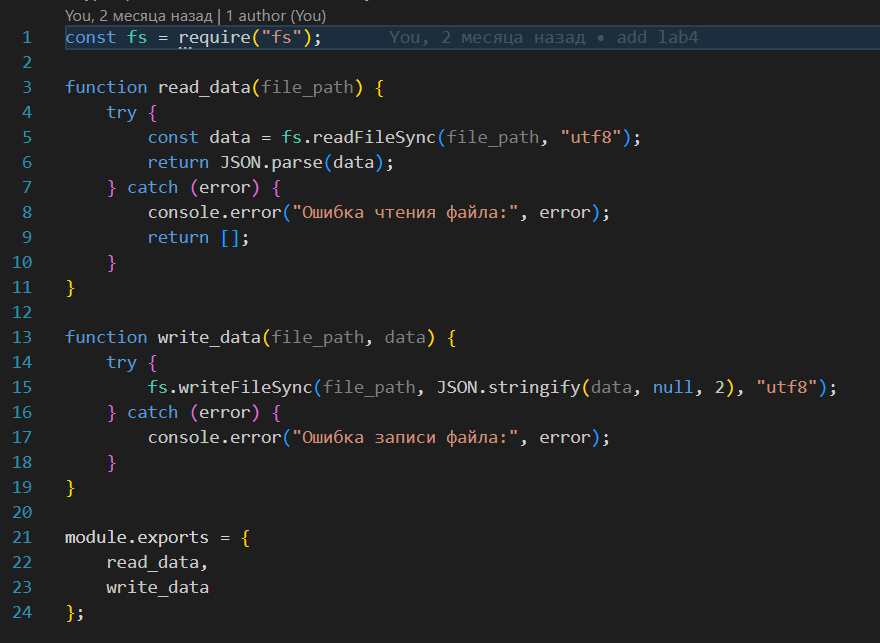 You, 2 месяца назад | 1 author (You)
1 const fs = require("fs");        You, 2 месяца назад • add lab4
2
3 function read_data(file_path) {
4     try {
5         const data = fs.readFileSync(file_path, "utf8");
6         return JSON.parse(data);
7     } catch (error) {
8         console.error("Ошибка чтения файла:", error);
9         return [];
10     }
11 }
12
13 function write_data(file_path, data) {
14     try {
15         fs.writeFileSync(file_path, JSON.stringify(data, null, 2), "utf8");
16     } catch (error) {
17         console.error("Ошибка записи файла:", error);
18     }
19 }
20
21 module.exports = {
22     read_data,
23     write_data
24 };